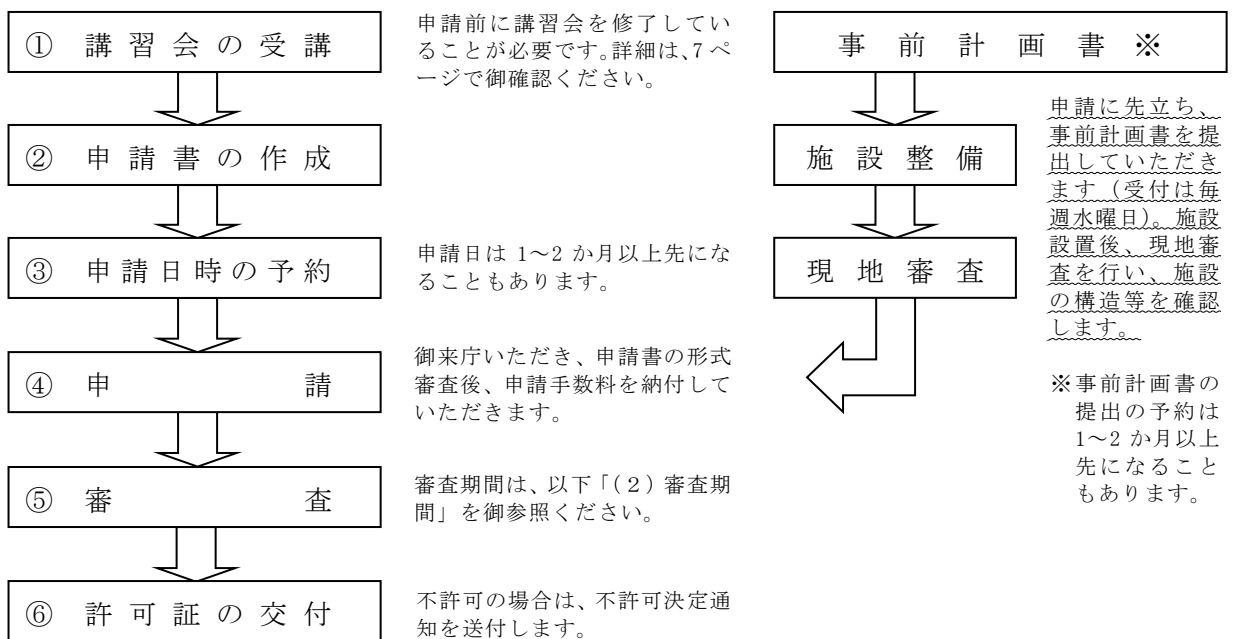 ① 講習会の受講
申請前に講習会を修了してい
ることが必要です。詳細は、7ペ
ージで御確認ください。
② 申請書の作成
③ 申請日時の予約
申請日は 1～2 か月以上先にな
ることもあります。
④ 申請
御来庁いただき、申請書の形式
審査後、申請手数料を納付して
いただきます。
⑤ 審査
審査期間は、以下「(2)審査期
間」を御参照ください。
⑥ 許可証の交付
不許可の場合は、不許可決定通
知を送付します。
事前計画書※
施設整備
現地審査
申請に先立ち、
事前計画書を提
出していただき
ます（受付は毎
週水曜日）。施設
設置後、現地審
査を行い、施設
の構造等を確認
します。
※事前計画書の
提出の予約は
1～2 か月以上
先になること
もあります。